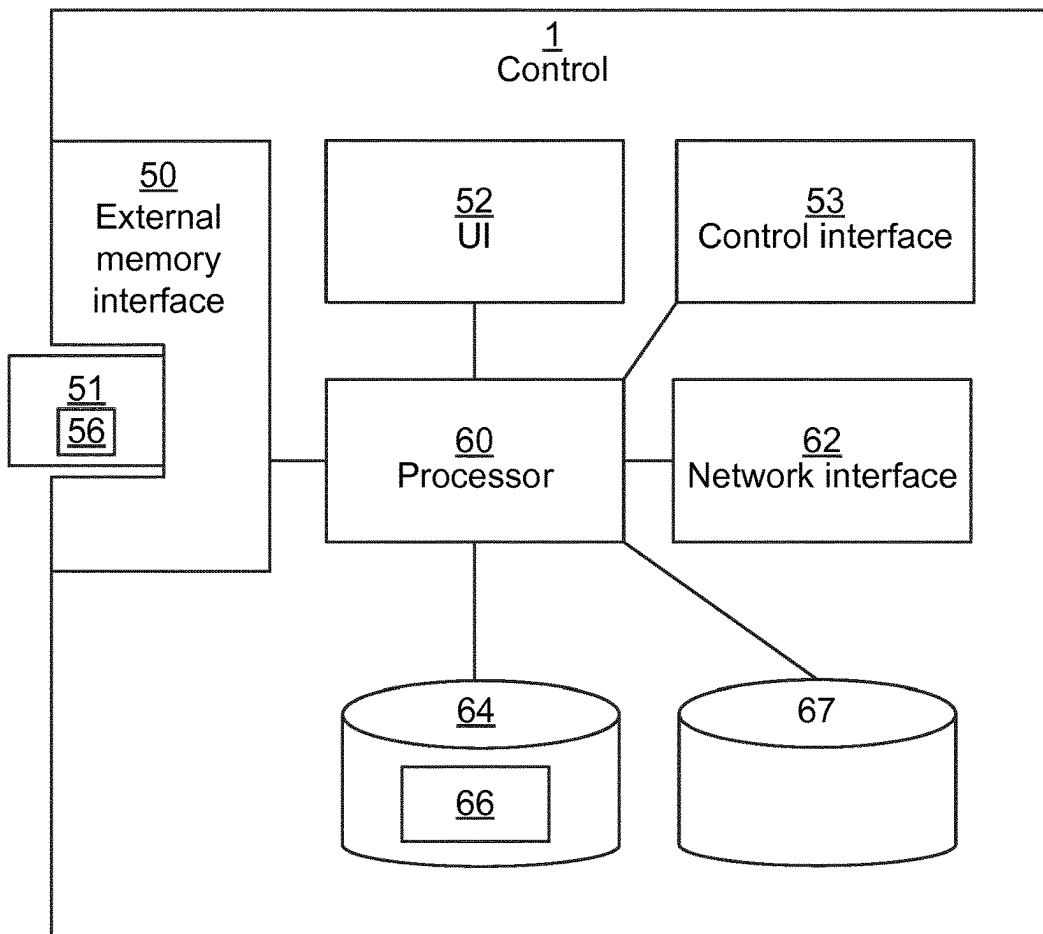 1
Control
50
External
memory
interface
52
UI
53
Control interface
51
56
60
Processor
62
Network interface
64
66
67